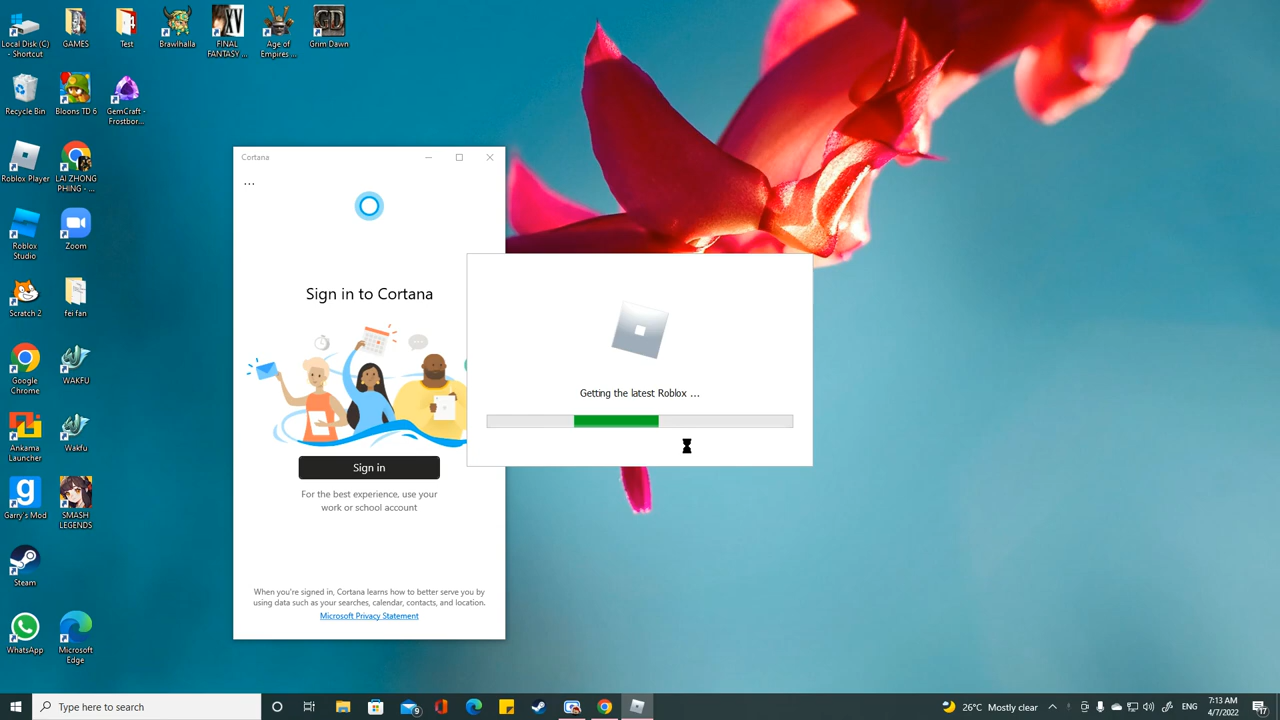 Local Disk (C)
- Shortcut
GAMES
Test
Brawlhalla
FINAL
FANTASY ...
Age of
Empires ...
Grim Dawn
Recycle Bin
Bloons TD 6
GemCraft -
Frostbor...
Roblox Player
LAI ZHONG
PHING - ...
Roblox
Studio
Zoom
Scratch 2
fei fan
Google
Chrome
WAKFU
Ankama
Launcher
Wakfu
Garry's Mod
SMASH
LEGENDS
Steam
WhatsApp
Microsoft
Edge
Cortana
...
Sign in to Cortana
Sign in
For the best experience, use your
work or school account
When you're signed in, Cortana learns how to better serve you by
using data such as your searches, calendar, contacts, and location.
Microsoft Privacy Statement
Getting the latest Roblox ...
Type here to search
26°C Mostly clear
7:13 AM
4/7/2022